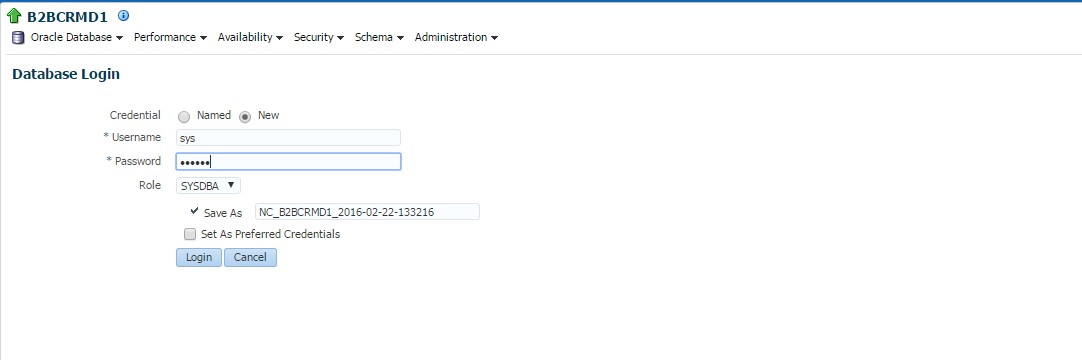 B2BCRMD1
Oracle Database Performance Availability Security Schema Administration
Database Login
Credential Named New
* Username sys
* Password ••••••
Role SYSDBA
Save As NC_B2BCRMD1_2016-02-22-133216
Set As Preferred Credentials
Login Cancel